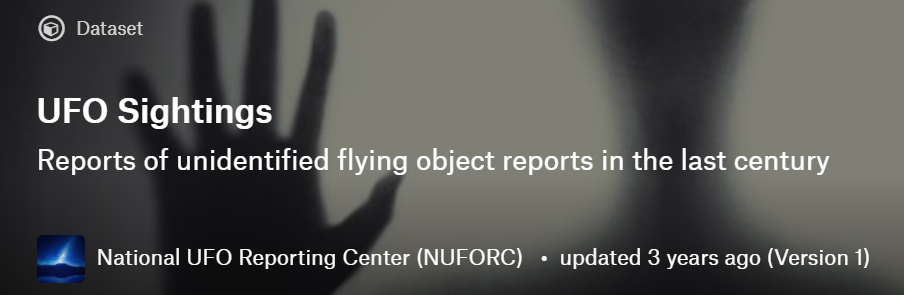 Dataset
UFO Sightings
Reports of unidentified flying object reports in the last century
National UFO Reporting Center (NUFORC) • updated 3 years ago (Version 1)